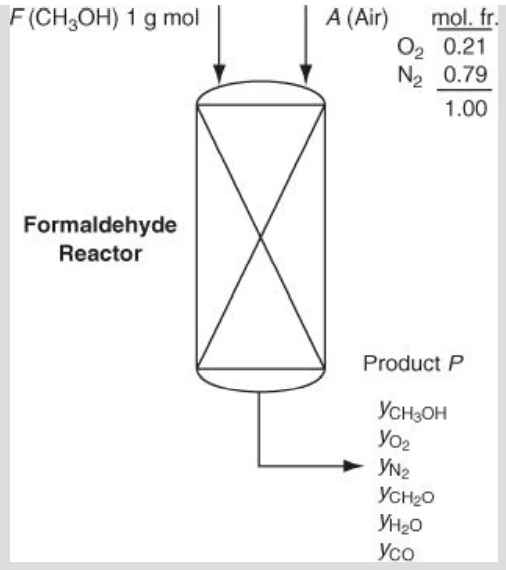 F (CH₃OH) 1 g mol
A (Air) mol. fr.
O₂ 0.21
N₂ 0.79
1.00
Formaldehyde
Reactor
Product P
yCH₃OH
yO₂
yN₂
yCH₂O
yH₂O
yCO